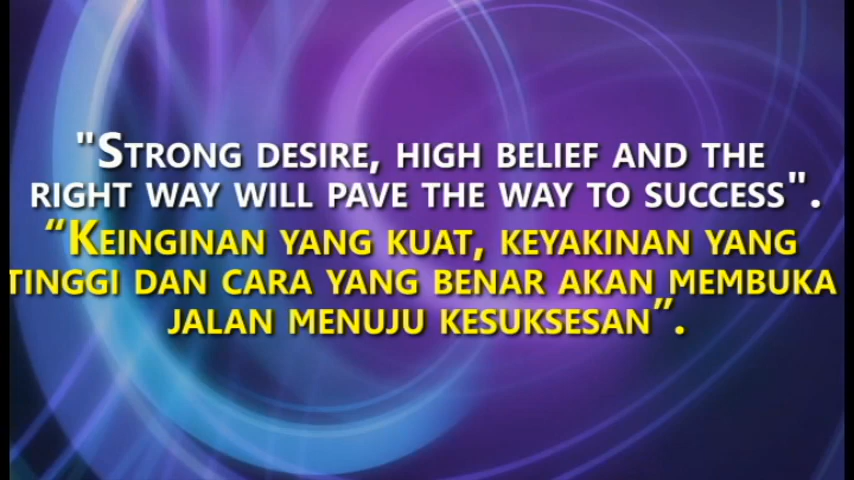 "STRONG DESIRE, HIGH BELIEF AND THE
RIGHT WAY WILL PAVE THE WAY TO SUCCESS".
“KEINGINAN YANG KUAT, KEYAKINAN YANG
TINGGI DAN CARA YANG BENAR AKAN MEMBUKA
JALAN MENUJU KESUKSESAN”.